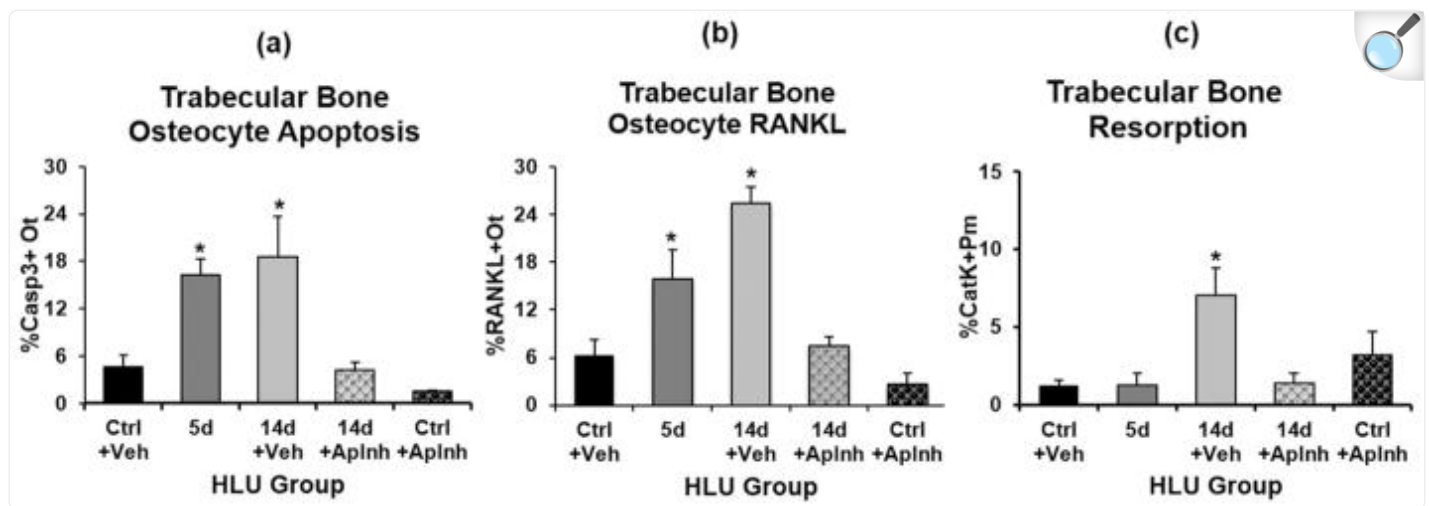 (a)
Trabecular Bone
Osteocyte Apoptosis
%Casp3+ Ot
30
24
18
12
6
0
*
*
Ctrl
+Veh
5d
14d
+Veh
14d
+ApInh
Ctrl
+ApInh
HLU Group
(b)
Trabecular Bone
Osteocyte RANKL
%RANKL+Ot
30
24
18
12
6
0
*
*
Ctrl
+Veh
5d
14d
+Veh
14d
+ApInh
Ctrl
+ApInh
HLU Group
(c)
Trabecular Bone
Resorption
%CatK+Pm
15
10
5
0
*
Ctrl
+Veh
5d
14d
+Veh
14d
+ApInh
Ctrl
+ApInh
HLU Group